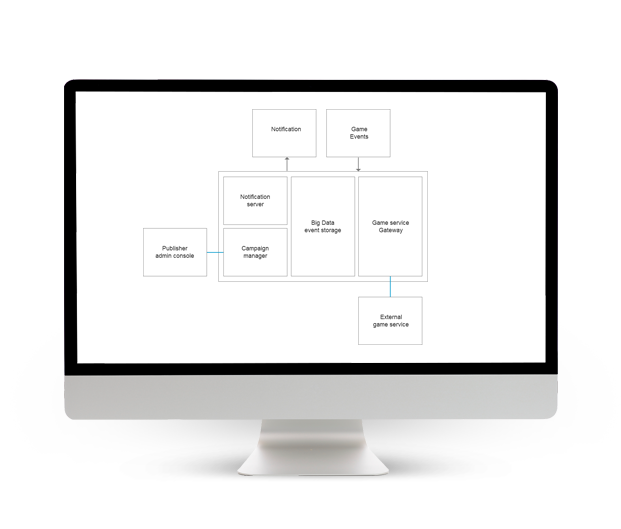 Notification
Game
Events
Notification
server
Big Data
event storage
Game service
Gateway
Publisher
admin console
Campaign
manager
External
game service